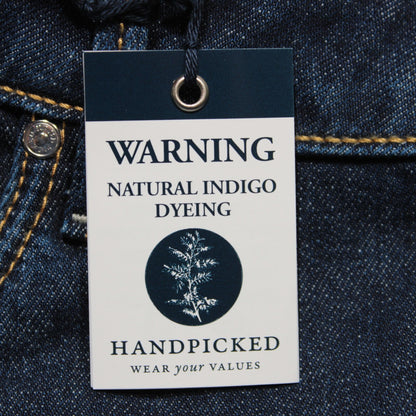 WARNING
NATURAL INDIGO
DYEING
HANDPICKED
WEAR your VALUES